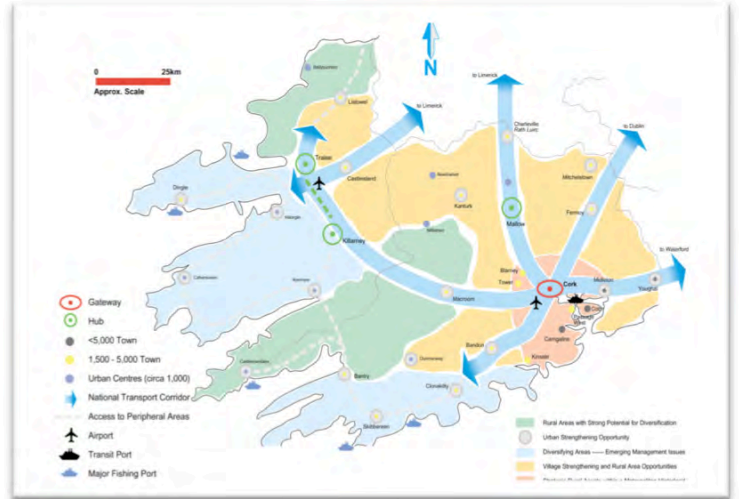 0 25km
Approx. Scale
N
to Limerick
to Limerick
to Dublin
to Waterford
Listowel
Tralee
Castleisland
Dingle
Killarney
Charleville
Newmarket
Kanturk
Mitchelstown
Fermoy
Mallow
Millstreet
Blarney
Tower
Cork
Midleton
Youghal
Macroom
Carrigaline
Bandon
Kinsale
Dunmanway
Bantry
Clonakilty
Skibbereen
Kenmare
Gateway
Hub
<5,000 Town
1,500 - 5,000 Town
Urban Centres (circa 1,000)
National Transport Corridor
Access to Peripheral Areas
Airport
Transit Port
Major Fishing Port
Rural Areas with Strong Potential for Diversification
Urban Strengthening Opportunity
Diversifying Areas —— Emerging Management Issues
Village Strengthening and Rural Area Opportunities